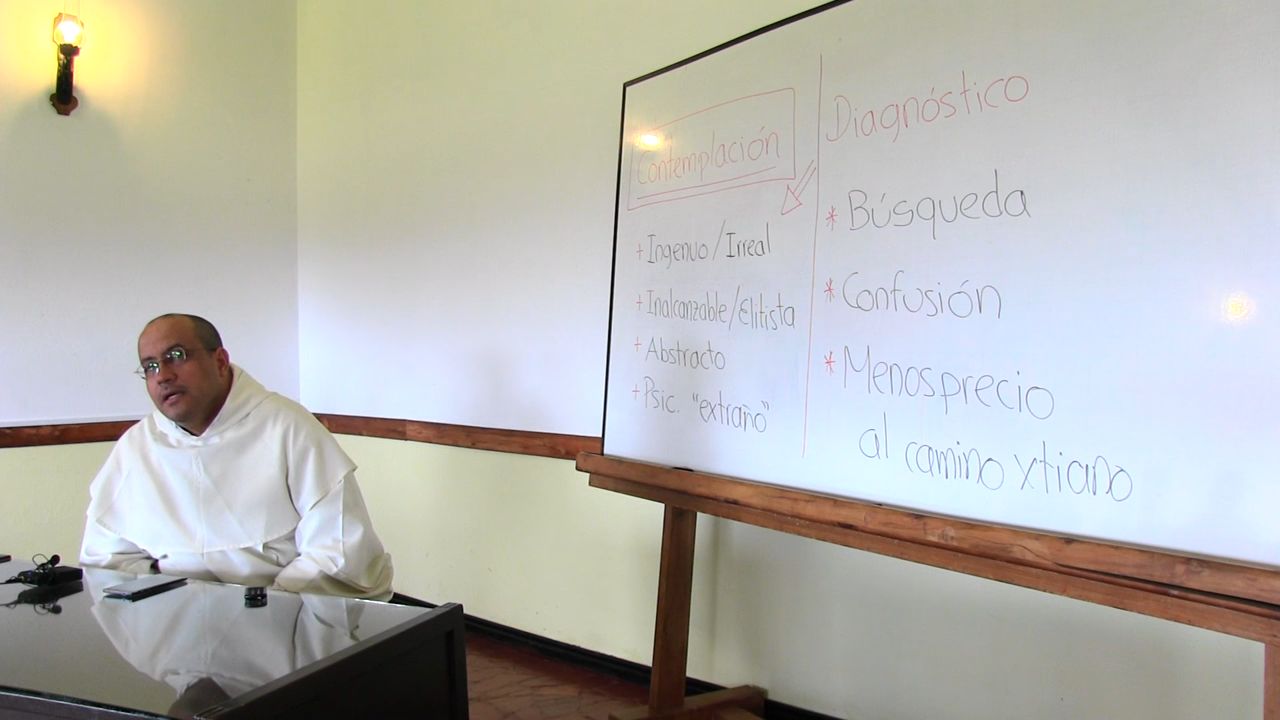 Contemplación
+ Ingenuo/Irreal
+ Inalcanzable/Elitista
+ Abstracto
+ Psic. "extraño"
Diagnóstico
* Búsqueda
* Confusión
* Menosprecio
al camino xtiano